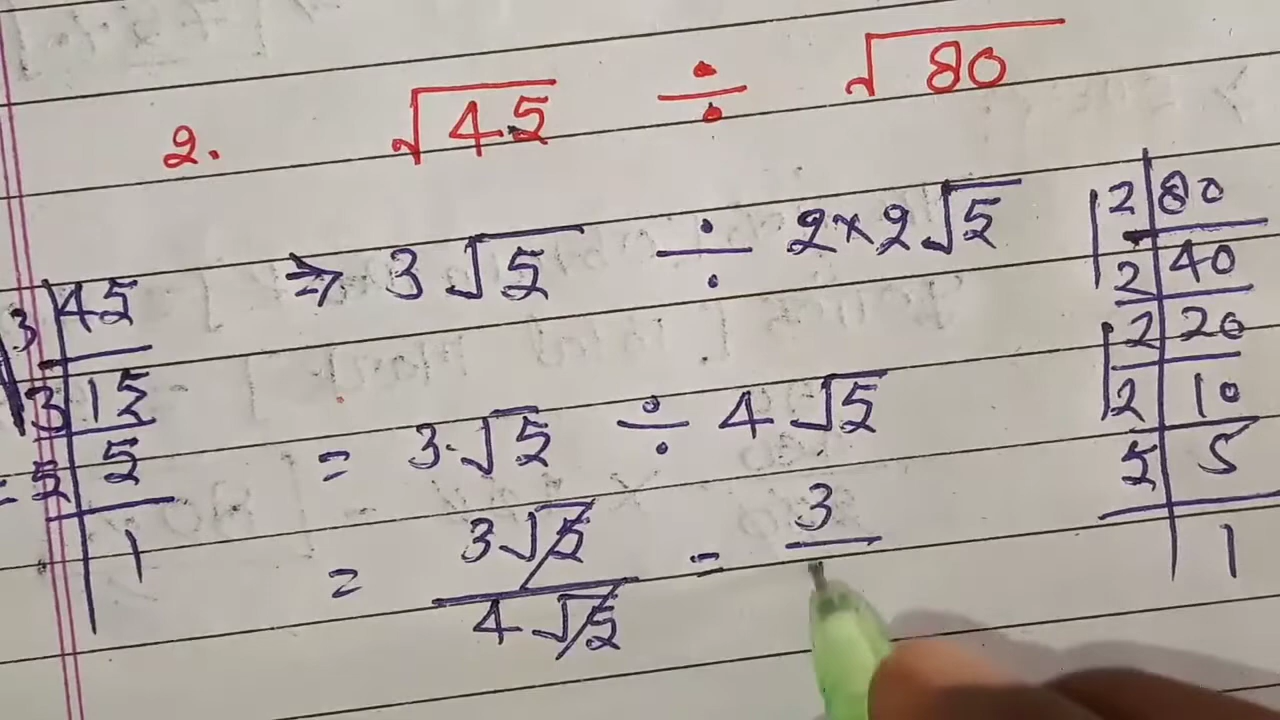 2. √45 ÷ √80
⇒ 3√5 ÷ 2×2√5
= 3·√5 ÷ 4√5
= 3√5/4√5 = 3/
3 | 45
3 | 15
5 | 5
1
2 | 80
2 | 40
2 | 20
2 | 10
5 | 5
1